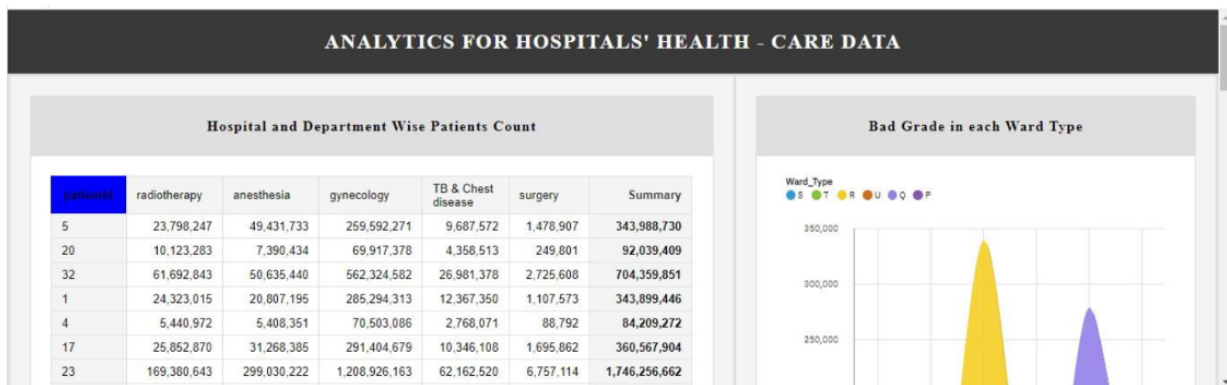 ANALYTICS FOR HOSPITALS' HEALTH - CARE DATA
Hospital and Department Wise Patients Count
radiotherapy anesthesia gynecology TB & Chest disease surgery Summary
5 23,798,247 49,431,733 259,592,271 9,687,572 1,478,907 343,988,730
20 10,123,283 7,390,434 69,917,378 4,358,513 249,801 92,039,409
32 61,692,843 50,635,440 562,324,582 26,981,378 2,725,608 704,359,851
1 24,323,015 20,807,195 285,294,313 12,367,350 1,107,573 343,899,446
4 5,440,972 5,408,351 70,503,086 2,768,071 88,792 84,209,272
17 25,852,870 31,268,385 291,404,679 10,346,108 1,695,862 360,567,904
23 169,380,643 299,030,222 1,208,926,163 62,162,520 6,757,114 1,746,256,662
Bad Grade in each Ward Type
Ward_Type
S T R U Q P
350,000
300,000
250,000